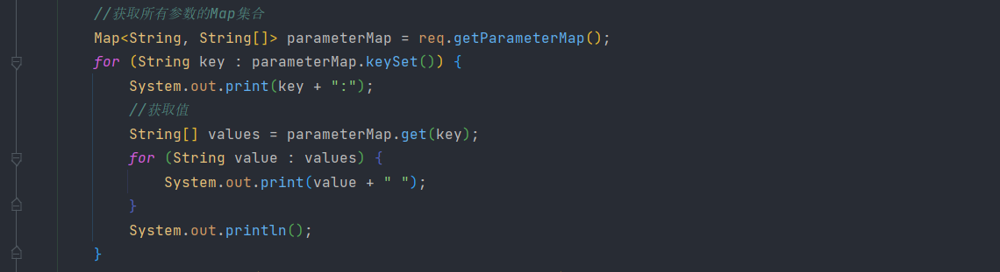 //获取所有参数的Map集合
Map<String, String[]> parameterMap = req.getParameterMap();
for (String key : parameterMap.keySet()) {
    System.out.print(key + ":");
    //获取值
    String[] values = parameterMap.get(key);
    for (String value : values) {
        System.out.print(value + " ");
    }
    System.out.println();
}